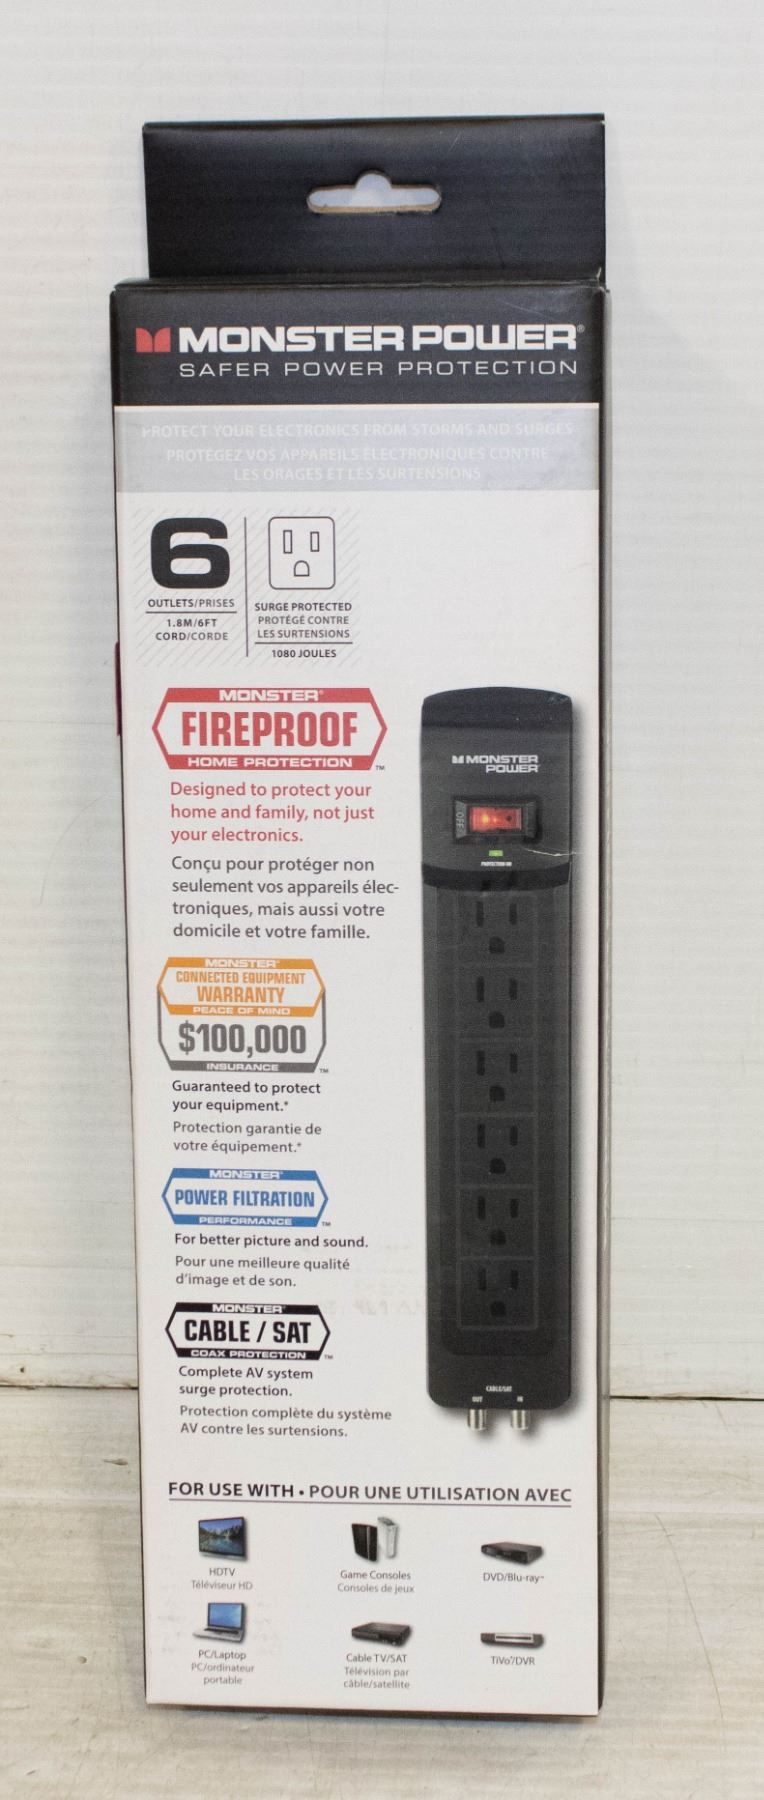 MONSTER POWER®
SAFER POWER PROTECTION
PROTECT YOUR ELECTRONICS FROM STORMS AND SURGES
PROTÉGEZ VOS APPAREILS ÉLECTRONIQUES CONTRE
LES ORAGES ET LES SURTENSIONS
6
OUTLETS/PRISES
1.8M/6FT
CORD/CORDE
SURGE PROTECTED
PROTÉGÉ CONTRE
LES SURTENSIONS
1080 JOULES
MONSTER®
FIREPROOF
HOME PROTECTION™
Designed to protect your
home and family, not just
your electronics.
Conçu pour protéger non
seulement vos appareils élec-
troniques, mais aussi votre
domicile et votre famille.
MONSTER®
CONNECTED EQUIPMENT
WARRANTY
PEACE OF MIND
$100,000
INSURANCE™
Guaranteed to protect
your equipment.*
Protection garantie de
votre équipement.*
MONSTER®
POWER FILTRATION
PERFORMANCE™
For better picture and sound.
Pour une meilleure qualité
d'image et de son.
MONSTER®
CABLE / SAT
COAX PROTECTION™
Complete AV system
surge protection.
Protection complète du système
AV contre les surtensions.
MONSTER
POWER
OFF
PROTECTION ON
CABLE/SAT
OUT IN
FOR USE WITH • POUR UNE UTILISATION AVEC
HDTV
Téléviseur HD
Game Consoles
Consoles de jeux
DVD/Blu-ray™
PC/Laptop
PC/ordinateur
portable
Cable TV/SAT
Télévision par
câble/satellite
TiVo®/DVR